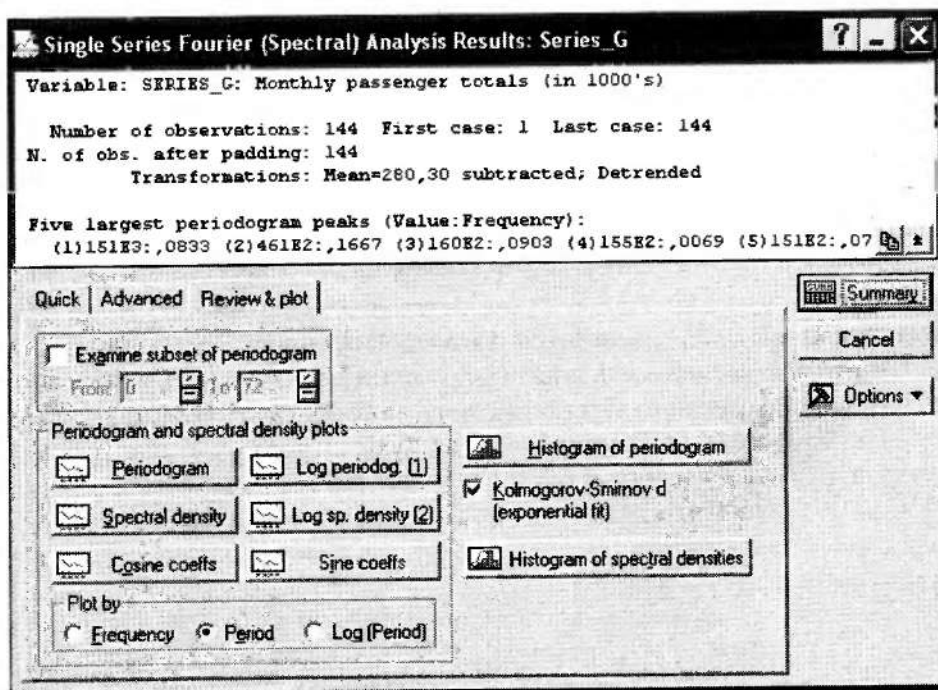 Single Series Fourier (Spectral) Analysis Results: Series_G
Variable: SERIES_G: Monthly passenger totals (in 1000's)
Number of observations: 144 First case: 1 Last case: 144
N. of obs. after padding: 144
Transformations: Mean=280,30 subtracted; Detrended
Five largest periodogram peaks (Value:Frequency):
(1)151E3:,0833 (2)461E2:,1667 (3)160E2:,0903 (4)155E2:,0069 (5)151E2:,07
Quick Advanced Review & plot
Summary
Cancel
Options
Examine subset of periodogram
From: 0 To 72
Periodogram and spectral density plots
Periodogram Log periodog. (1)
Spectral density Log sp. density (2)
Cosine coeffs Sine coeffs
Plot by
Frequency Period Log (Period)
Histogram of periodogram
Kolmogorov-Smirnov d
(exponential fit)
Histogram of spectral densities